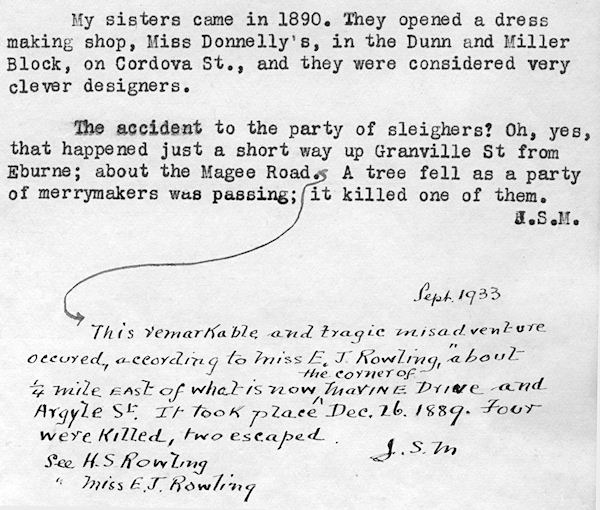 My sisters came in 1890. They opened a dress
making shop, Miss Donnelly's, in the Dunn and Miller
Block, on Cordova St., and they were considered very
clever designers.
The accident to the party of sleighers? Oh, yes,
that happened just a short way up Granville St from
Eburne; about the Magee Road. A tree fell as a party
of merrymakers was passing; it killed one of them.
J.S.M.
Sept. 1933
This remarkable and tragic misadventure
occured, according to Miss E. J. Rowling, "about
the corner of
¼ mile EAST of what is now Marine Drive and
Argyle St. It took place Dec. 26. 1889. Four
were killed, two escaped.
J.S.M
See H.S Rowling
" Miss E.J. Rowling